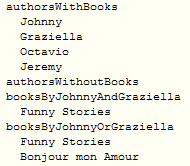 authorsWithBooks
Johnny
Graziella
Octavio
Jeremy
authorsWithoutBooks
booksByJohnnyAndGraziella
Funny Stories
booksByJohnnyOrGraziella
Funny Stories
Bonjour mon Amour